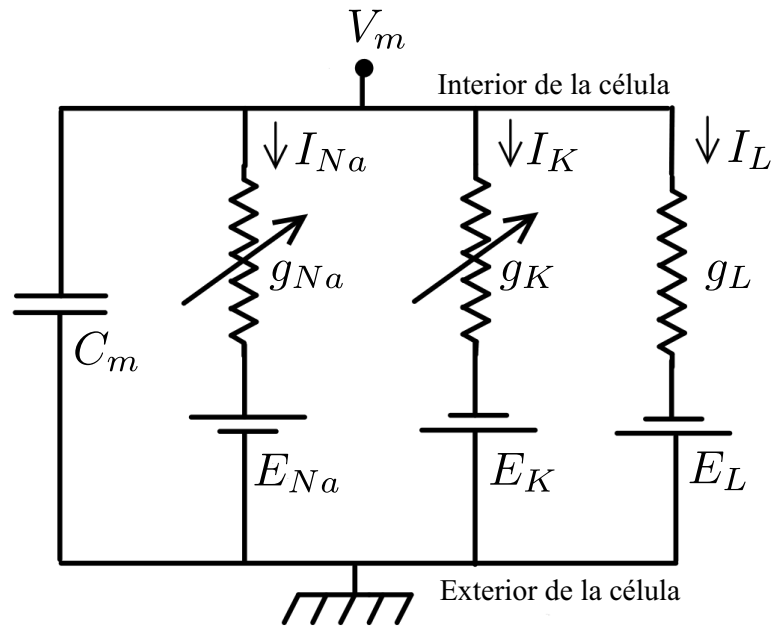 V_m
Interior de la célula
I_Na
I_K
I_L
g_Na
g_K
g_L
C_m
E_Na
E_K
E_L
Exterior de la célula